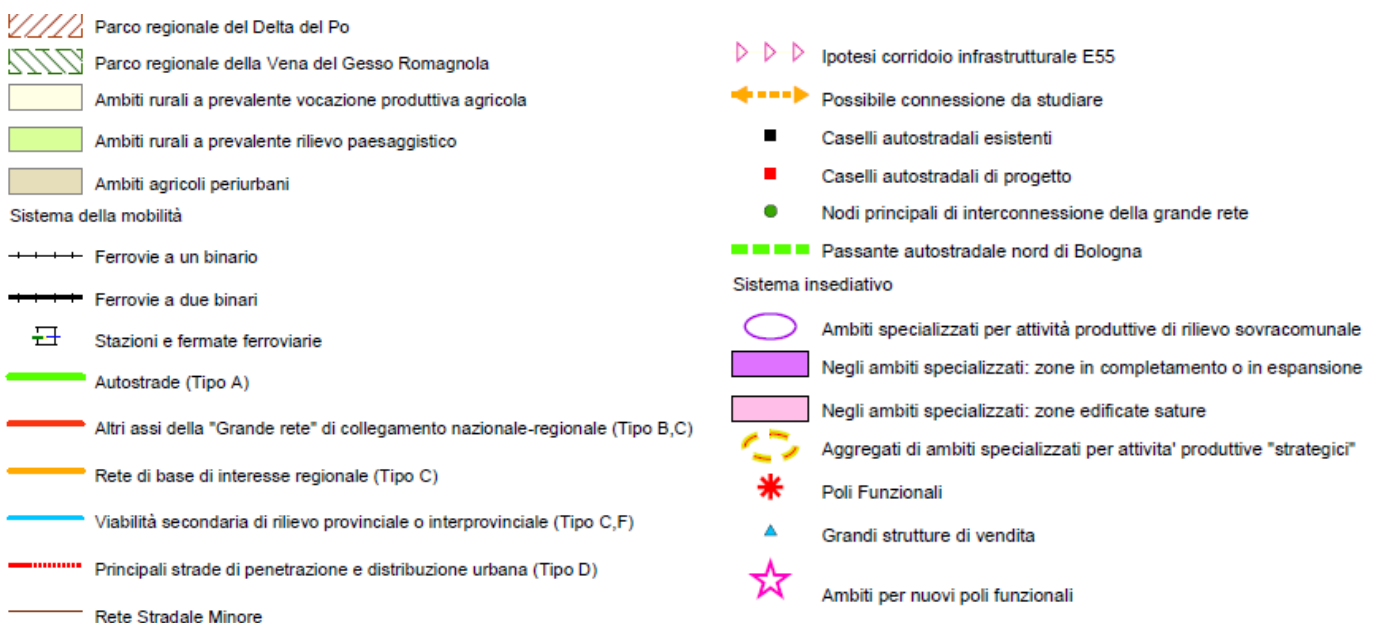 Parco regionale del Delta del Po
Parco regionale della Vena del Gesso Romagnola
Ambiti rurali a prevalente vocazione produttiva agricola
Ambiti rurali a prevalente rilievo paesaggistico
Ambiti agricoli periurbani
Sistema della mobilità
Ferrovie a un binario
Ferrovie a due binari
Stazioni e fermate ferroviarie
Autostrade (Tipo A)
Altri assi della "Grande rete" di collegamento nazionale-regionale (Tipo B,C)
Rete di base di interesse regionale (Tipo C)
Viabilità secondaria di rilievo provinciale o interprovinciale (Tipo C,F)
Principali strade di penetrazione e distribuzione urbana (Tipo D)
Rete Stradale Minore
Ipotesi corridoio infrastrutturale E55
Possibile connessione da studiare
Caselli autostradali esistenti
Caselli autostradali di progetto
Nodi principali di interconnessione della grande rete
Passante autostradale nord di Bologna
Sistema insediativo
Ambiti specializzati per attività produttive di rilievo sovracomunale
Negli ambiti specializzati: zone in completamento o in espansione
Negli ambiti specializzati: zone edificate sature
Aggregati di ambiti specializzati per attivita' produttive "strategici"
Poli Funzionali
Grandi strutture di vendita
Ambiti per nuovi poli funzionali